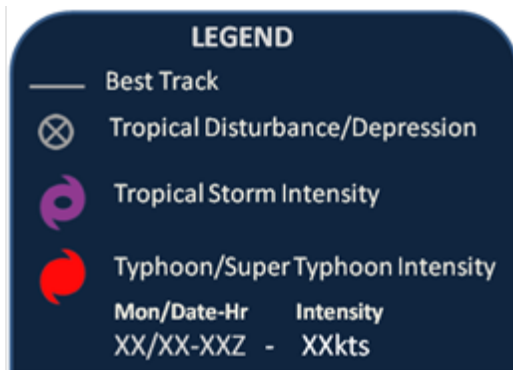 LEGEND
Best Track
Tropical Disturbance/Depression
Tropical Storm Intensity
Typhoon/Super Typhoon Intensity
Mon/Date-Hr Intensity
XX/XX-XXZ - XXkts